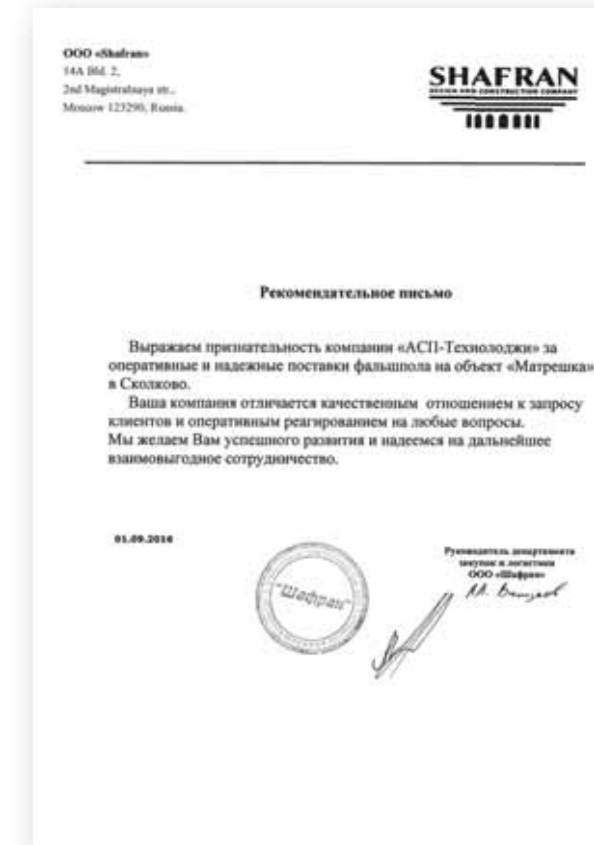 ООО «Shafran»
14A Bld. 2,
2nd Magistralnaya str.,
Moscow 123290, Russia.
SHAFRAN
DESIGN AND CONSTRUCTION COMPANY
Рекомендательное письмо
Выражаем признательность компании «АСП-Технолоджи» за
оперативные и надежные поставки фальшпола на объект «Матрешка»
в Сколково.
Ваша компания отличается качественным отношением к запросу
клиентов и оперативным реагированием на любые вопросы.
Мы желаем Вам успешного развития и надеемся на дальнейшее
взаимовыгодное сотрудничество.
01.09.2016
Руководитель департамента
закупок и логистики
ООО «Шафран»
"Шафран"